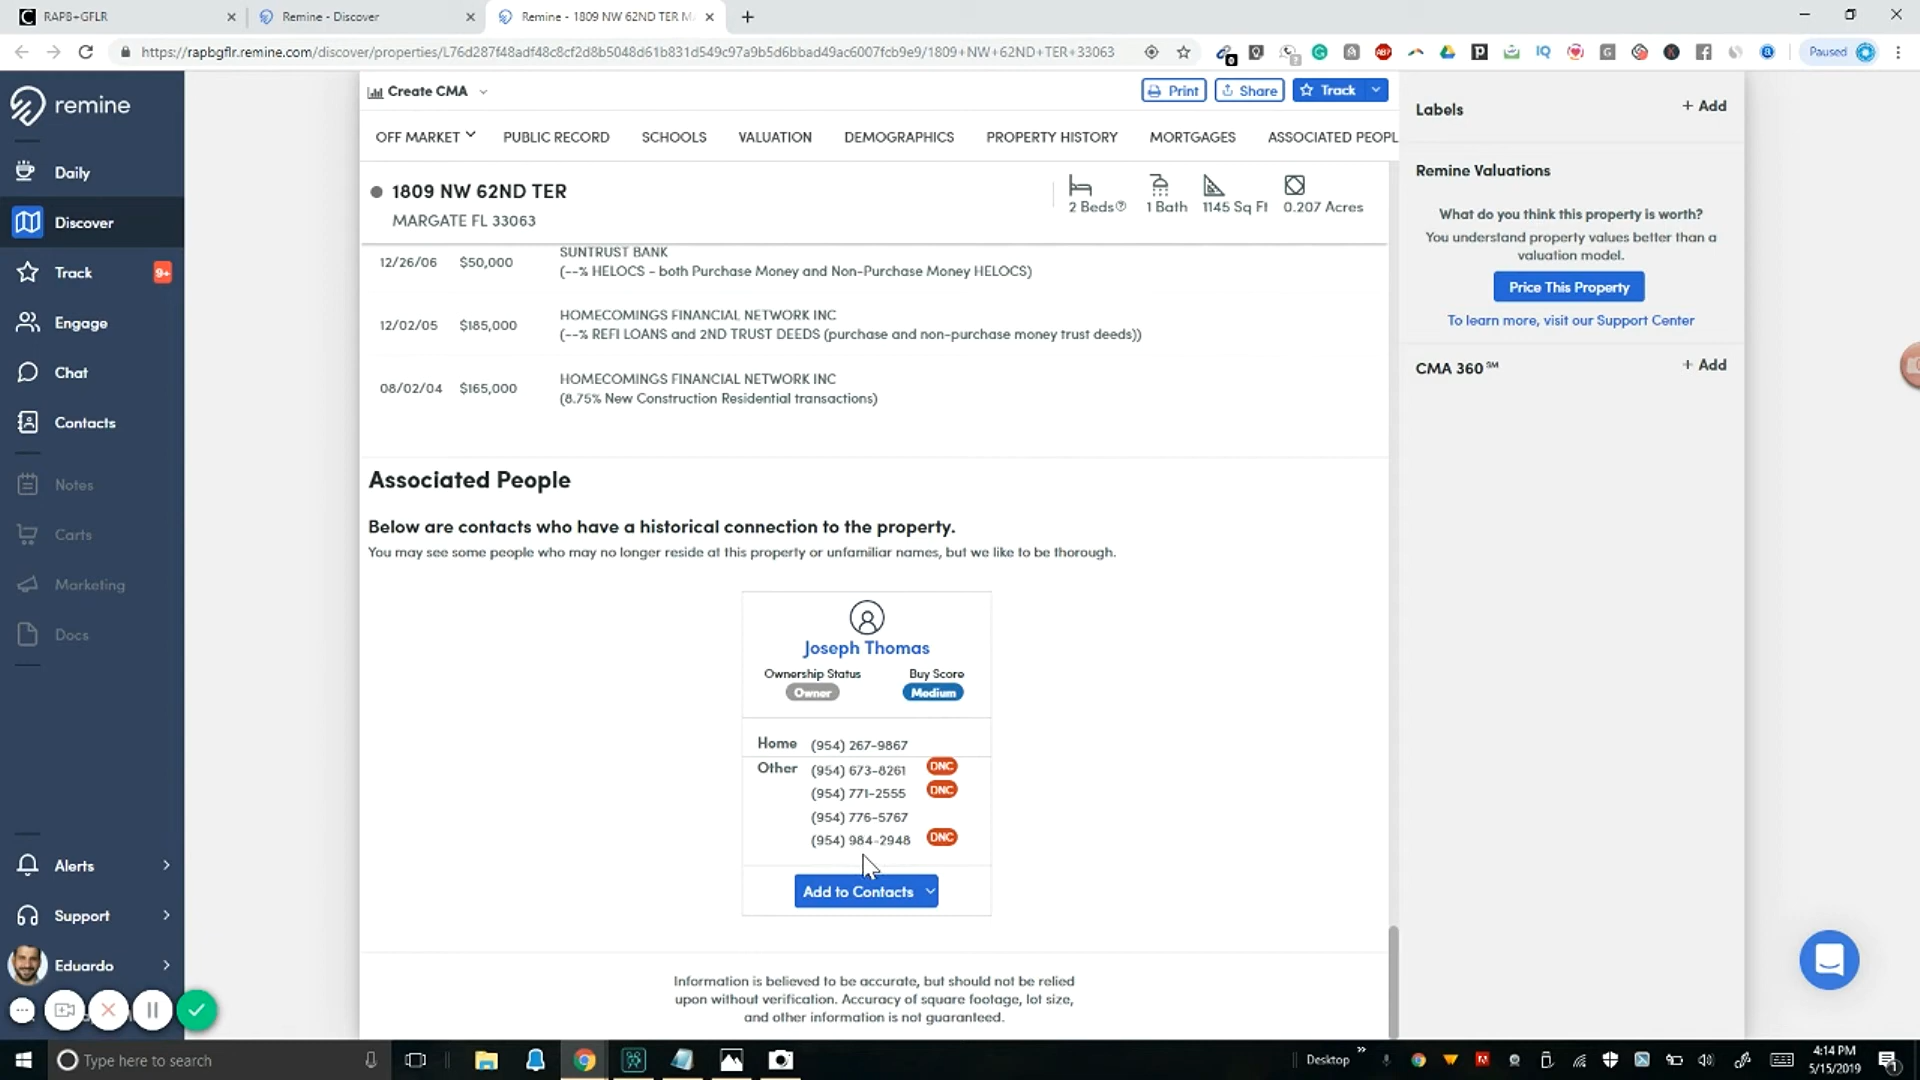 RAPB+GFLR
Remine - Discover
Remine - 1809 NW 62ND TER M
https://rapbgflr.remine.com/discover/properties/L76d287f48adf48c8cf2d8b5048d61b831d549c97a9b5d6bbad49ac6007fcb9e9/1809+NW+62ND+TER+33063
Paused
remine
Daily
Discover
Track 9+
Engage
Chat
Contacts
Notes
Carts
Marketing
Docs
Alerts
Support
Eduardo
Create CMA
Print
Share
Track
OFF MARKET
PUBLIC RECORD
SCHOOLS
VALUATION
DEMOGRAPHICS
PROPERTY HISTORY
MORTGAGES
ASSOCIATED PEOPL
1809 NW 62ND TER
MARGATE FL 33063
2 Beds
1 Bath
1145 Sq Ft
0.207 Acres
SUNTRUST BANK
12/26/06 $50,000
(--% HELOCS - both Purchase Money and Non-Purchase Money HELOCS)
HOMECOMINGS FINANCIAL NETWORK INC
12/02/05 $185,000
(--% REFI LOANS and 2ND TRUST DEEDS (purchase and non-purchase money trust deeds))
HOMECOMINGS FINANCIAL NETWORK INC
08/02/04 $165,000
(8.75% New Construction Residential transactions)
Associated People
Below are contacts who have a historical connection to the property.
You may see some people who may no longer reside at this property or unfamiliar names, but we like to be thorough.
Joseph Thomas
Ownership Status Buy Score
Owner Medium
Home (954) 267-9867
Other (954) 673-8261 DNC
(954) 771-2555 DNC
(954) 776-5767
(954) 984-2948 DNC
Add to Contacts
Information is believed to be accurate, but should not be relied
upon without verification. Accuracy of square footage, lot size,
and other information is not guaranteed.
Labels
+ Add
Remine Valuations
What do you think this property is worth?
You understand property values better than a
valuation model.
Price This Property
To learn more, visit our Support Center
CMA 360 SM
+ Add
Type here to search
Desktop
4:14 PM
5/15/2019